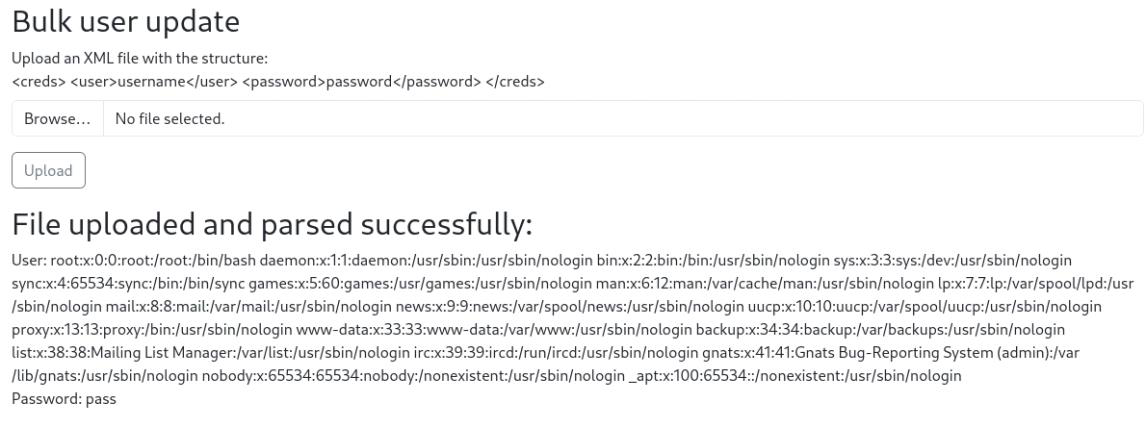 Bulk user update
Upload an XML file with the structure:
<creds> <user>username</user> <password>password</password> </creds>
Browse... No file selected.
Upload
File uploaded and parsed successfully:
User: root:x:0:0:root:/root:/bin/bash daemon:x:1:1:daemon:/usr/sbin:/usr/sbin/nologin bin:x:2:2:bin:/bin:/usr/sbin/nologin sys:x:3:3:sys:/dev:/usr/sbin/nologin
sync:x:4:65534:sync:/bin:/bin/sync games:x:5:60:games:/usr/games:/usr/sbin/nologin man:x:6:12:man:/var/cache/man:/usr/sbin/nologin lp:x:7:7:lp:/var/spool/lpd:/usr
/sbin/nologin mail:x:8:8:mail:/var/mail:/usr/sbin/nologin news:x:9:9:news:/var/spool/news:/usr/sbin/nologin uucp:x:10:10:uucp:/var/spool/uucp:/usr/sbin/nologin
proxy:x:13:13:proxy:/bin:/usr/sbin/nologin www-data:x:33:33:www-data:/var/www:/usr/sbin/nologin backup:x:34:34:backup:/var/backups:/usr/sbin/nologin
list:x:38:38:Mailing List Manager:/var/list:/usr/sbin/nologin irc:x:39:39:ircd:/run/ircd:/usr/sbin/nologin gnats:x:41:41:Gnats Bug-Reporting System (admin):/var
/lib/gnats:/usr/sbin/nologin nobody:x:65534:65534:nobody:/nonexistent:/usr/sbin/nologin _apt:x:100:65534::/nonexistent:/usr/sbin/nologin
Password: pass